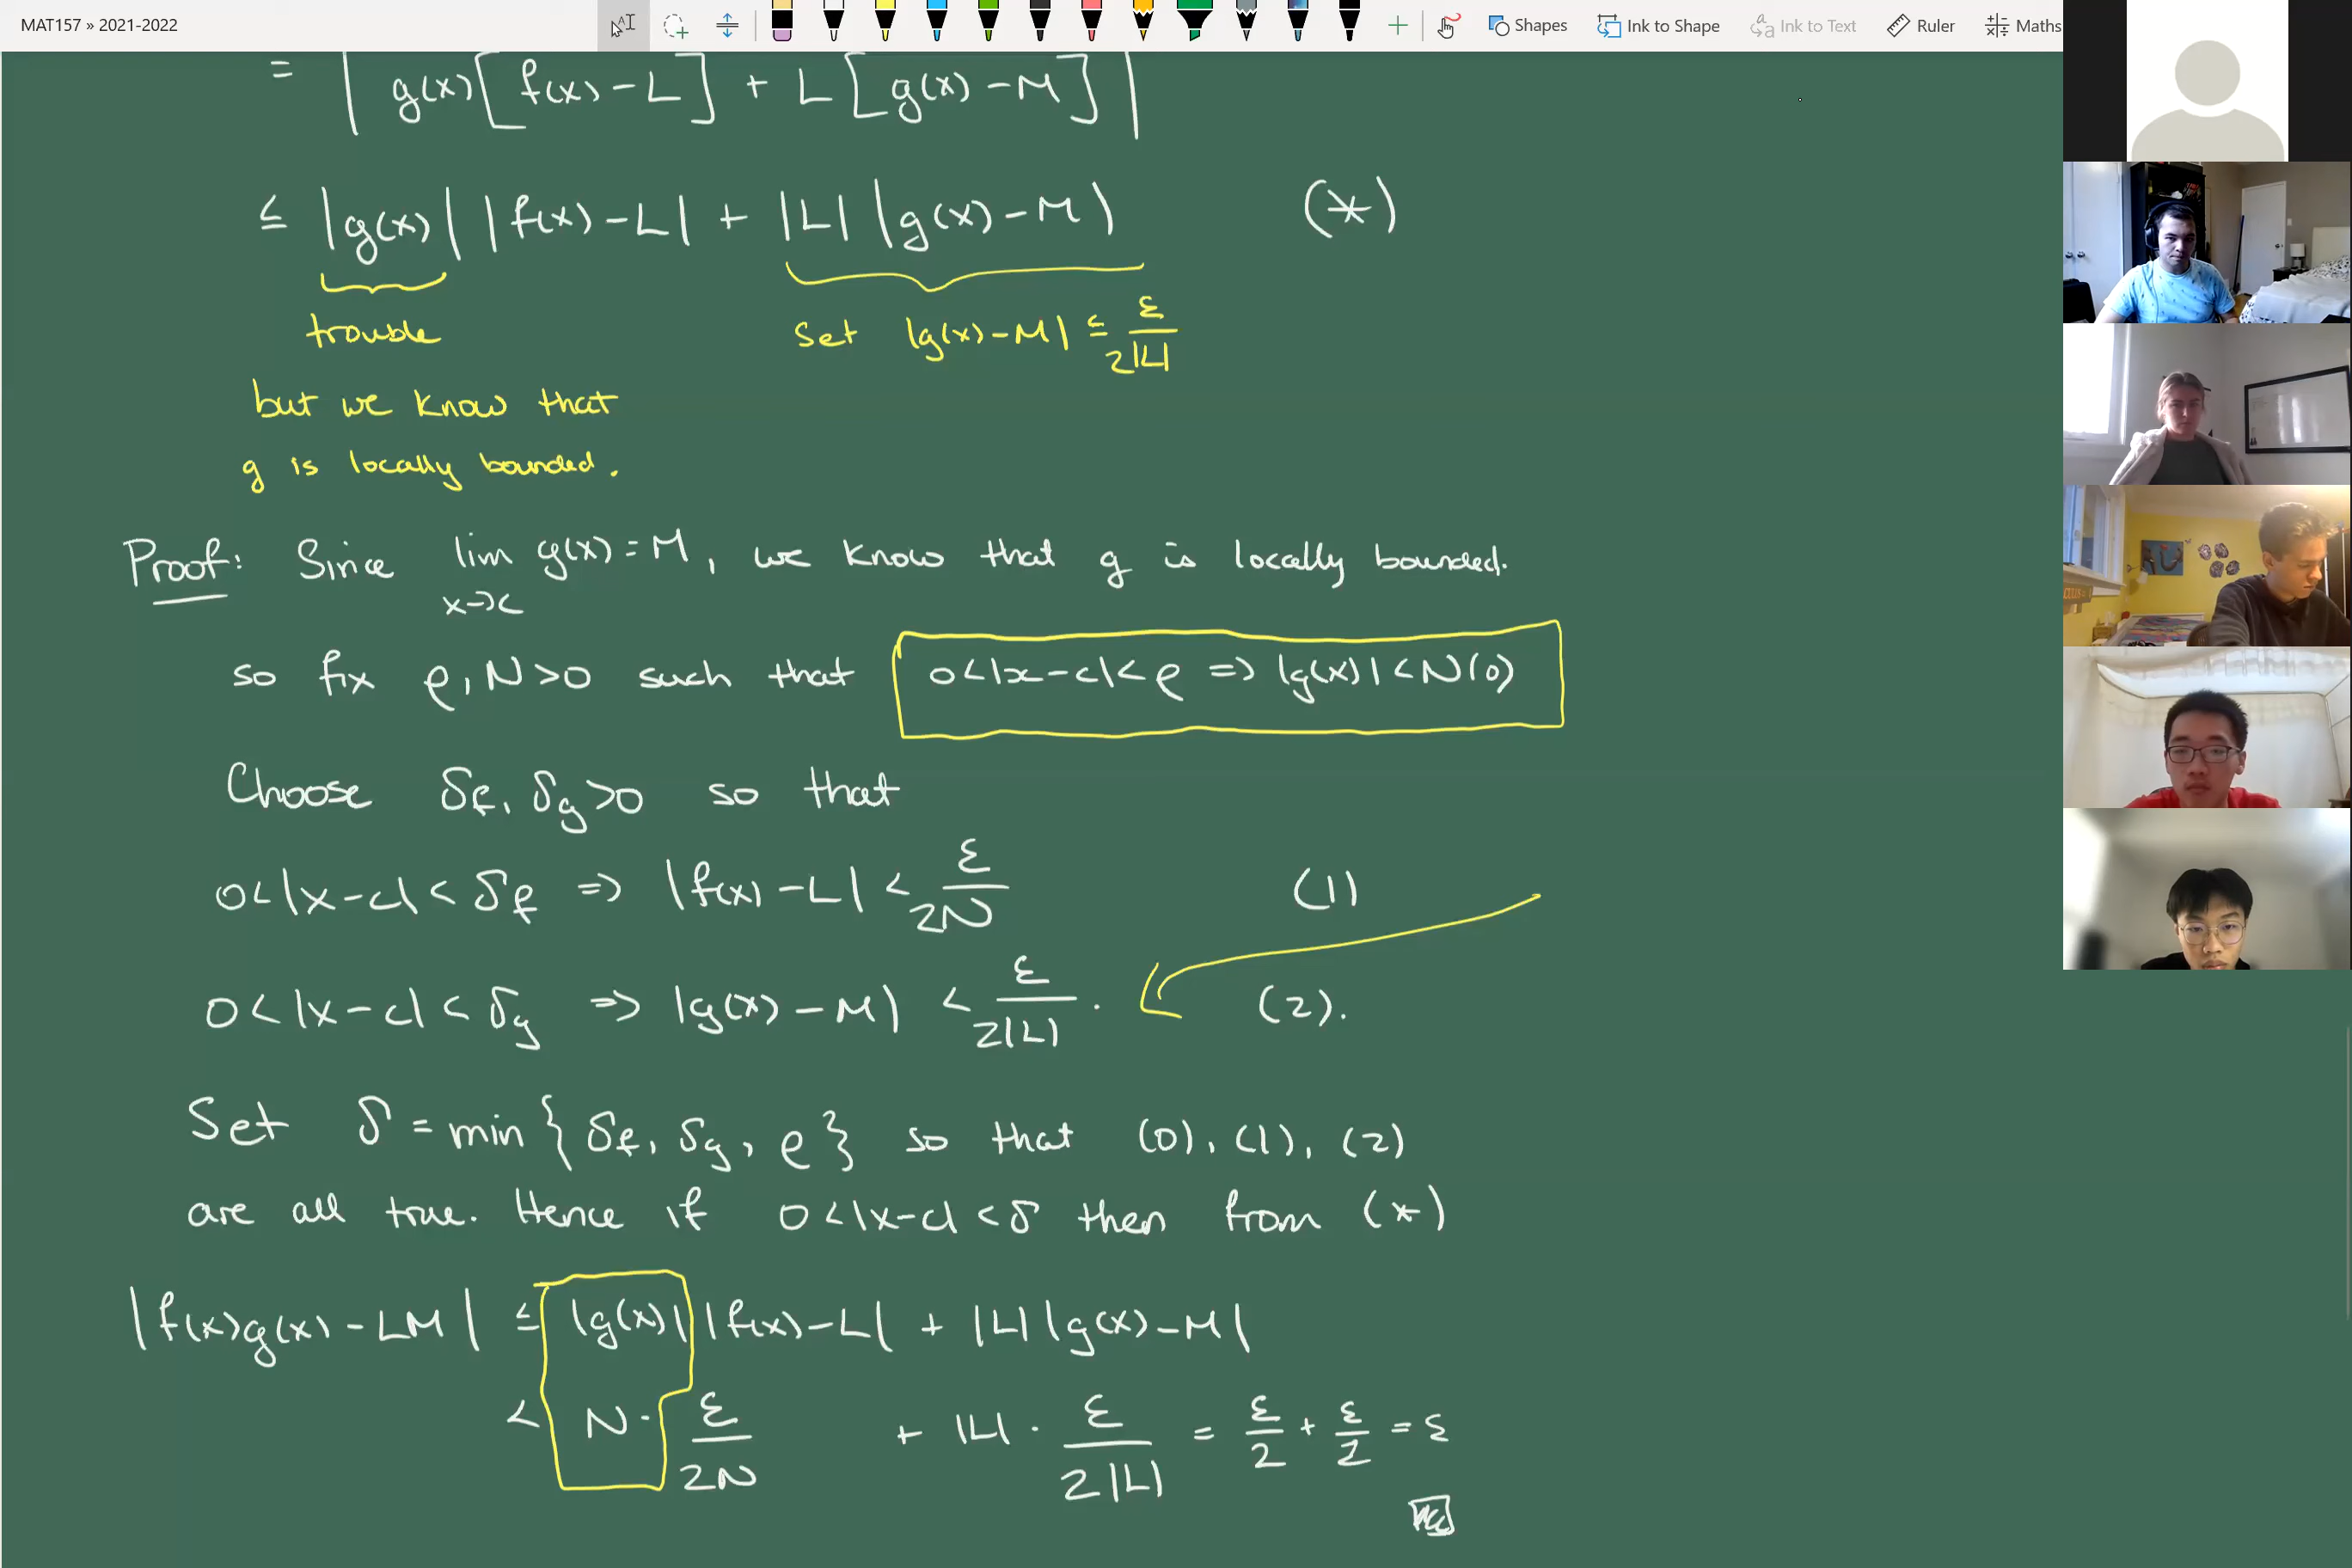 MAT157 » 2021-2022
Shapes
Ink to Shape
Ink to Text
Ruler
Maths
= | g(x)[f(x) - L] + L[g(x) - M] |
≤ |g(x)| |f(x) - L| + |L| |g(x) - M| (*)
trouble
set |g(x) - M| ≤ ε/2|L|
but we know that
g is locally bounded.
Proof: Since lim x→c g(x) = M, we know that g is locally bounded.
so fix ρ, N > 0 such that 0 < |x - c| < ρ ⇒ |g(x)| < N (0)
Choose δf, δg > 0 so that
0 < |x - c| < δf ⇒ |f(x) - L| < ε/2N (1)
0 < |x - c| < δg ⇒ |g(x) - M| < ε/2|L|. (2).
Set δ = min{δf, δg, ρ} so that (0), (1), (2)
are all true. Hence if 0 < |x - c| < δ then from (*)
|f(x)g(x) - LM| ≤ |g(x)| |f(x) - L| + |L| |g(x) - M|
< N · ε/2N + |L| · ε/2|L| = ε/2 + ε/2 = ε